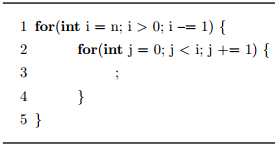 1 for(int i = n; i > 0; i -= 1) {
2 for(int j = 0; j < i; j += 1) {
3 ;
4 }
5 }